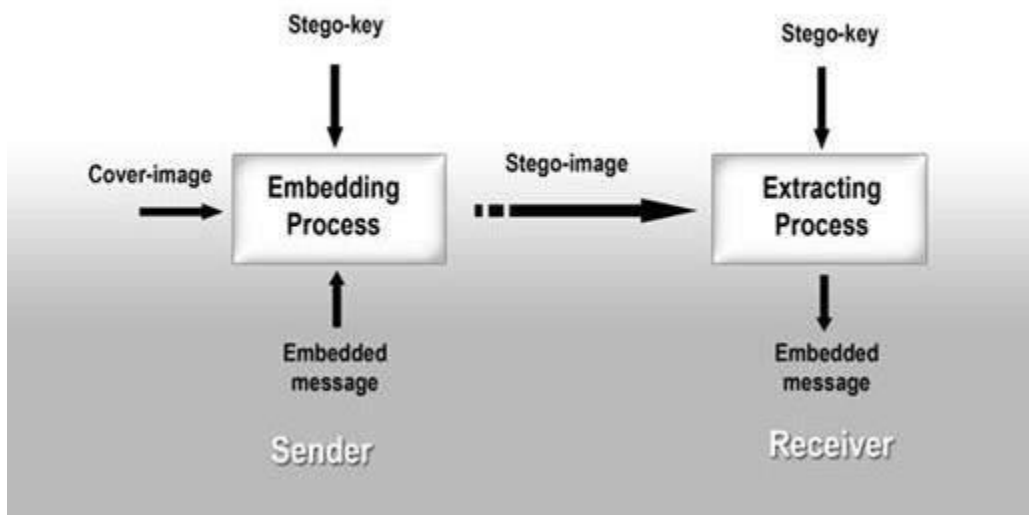 Stego-key
Stego-key
Cover-image
Embedding
Process
Stego-image
Extracting
Process
Embedded
message
Embedded
message
Sender
Receiver